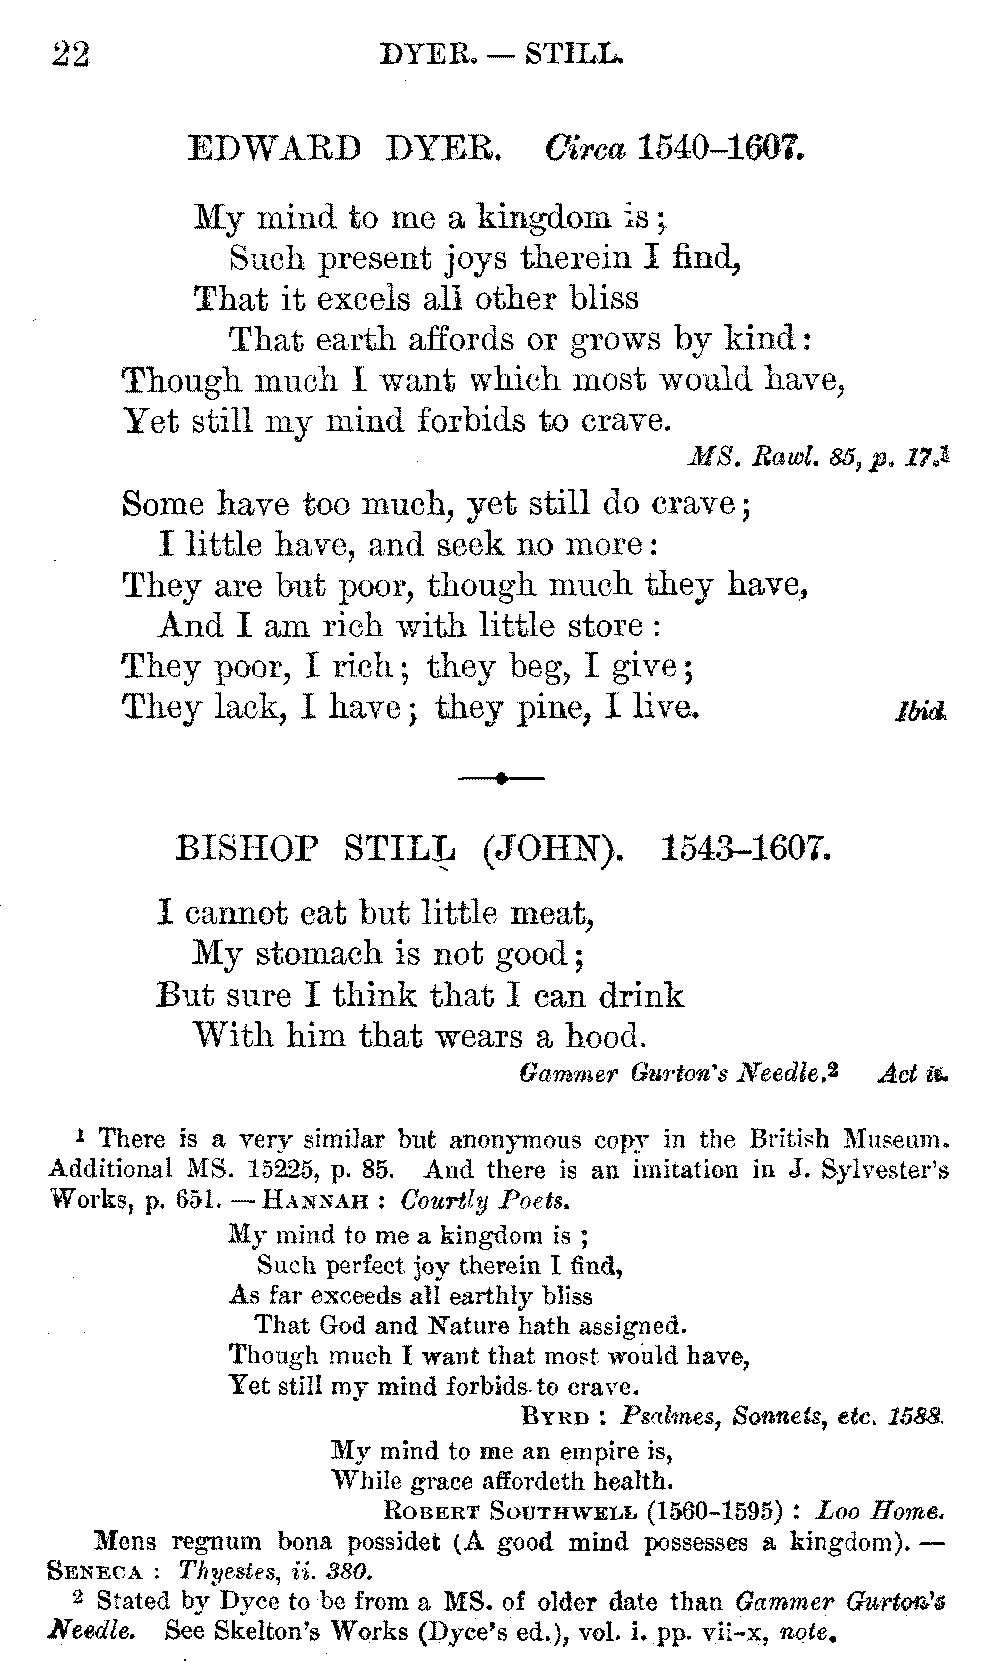 22 DYER. — STILL.
EDWARD DYER. Circa 1540–1607.
My mind to me a kingdom is;
Such present joys therein I find,
That it excels all other bliss
That earth affords or grows by kind:
Though much I want which most would have,
Yet still my mind forbids to crave.
MS. Rawl. 85, p. 17.¹
Some have too much, yet still do crave;
I little have, and seek no more:
They are but poor, though much they have,
And I am rich with little store:
They poor, I rich; they beg, I give;
They lack, I have; they pine, I live. Ibid.
BISHOP STILL (JOHN). 1543–1607.
I cannot eat but little meat,
My stomach is not good;
But sure I think that I can drink
With him that wears a hood.
Gammer Gurton's Needle.² Act ii.
¹ There is a very similar but anonymous copy in the British Museum.
Additional MS. 15225, p. 85. And there is an imitation in J. Sylvester's
Works, p. 651. — HANNAH : Courtly Poets.
My mind to me a kingdom is ;
Such perfect joy therein I find,
As far exceeds all earthly bliss
That God and Nature hath assigned.
Though much I want that most would have,
Yet still my mind forbids to crave.
BYRD : Psalmes, Sonnets, etc. 1588.
My mind to me an empire is,
While grace affordeth health.
ROBERT SOUTHWELL (1560–1595) : Loo Home.
Mens regnum bona possidet (A good mind possesses a kingdom). —
SENECA : Thyestes, ii. 380.
² Stated by Dyce to be from a MS. of older date than Gammer Gurton's
Needle. See Skelton's Works (Dyce's ed.), vol. i. pp. vii–x, note.